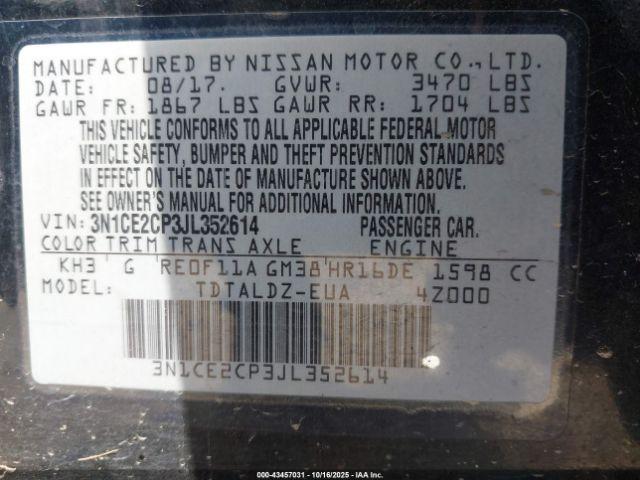 MANUFACTURED BY NISSAN MOTOR CO.,LTD.
DATE: 08/17. GVWR: 3470 LBS
GAWR FR: 1867 LBS GAWR RR: 1704 LBS
THIS VEHICLE CONFORMS TO ALL APPLICABLE FEDERAL MOTOR
VEHICLE SAFETY, BUMPER AND THEFT PREVENTION STANDARDS
IN EFFECT ON THE DATE OF MANUFACTURE SHOWN ABOVE.
SEE OWNER'S MANUAL FOR ADDITIONAL INFORMATION.
VIN: 3N1CE2CP3JL352614 PASSENGER CAR.
COLOR TRIM TRANS AXLE ENGINE
KH3 G RE0F11A GM38 HR16DE 1598 CC
MODEL: TDTALDZ-EUA 4Z000
3N1CE2CP3JL352614
000-43457031 - 10/16/2025 - IAA Inc.